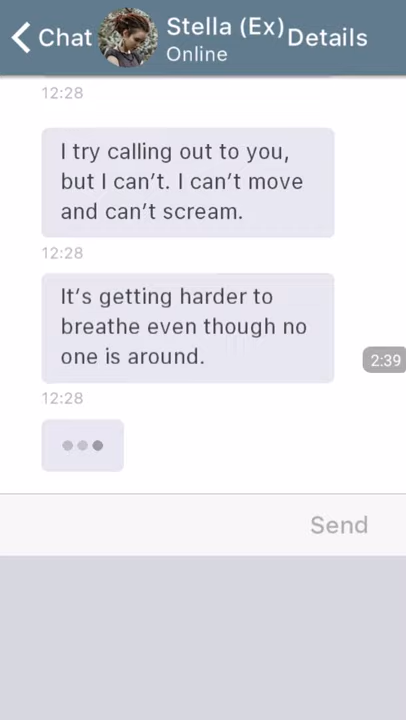 Chat
Stella (Ex)
Details
Online
12:28
I try calling out to you,
but I can’t. I can’t move
and can’t scream.
12:28
It’s getting harder to
breathe even though no
one is around.
2:39
12:28
Send